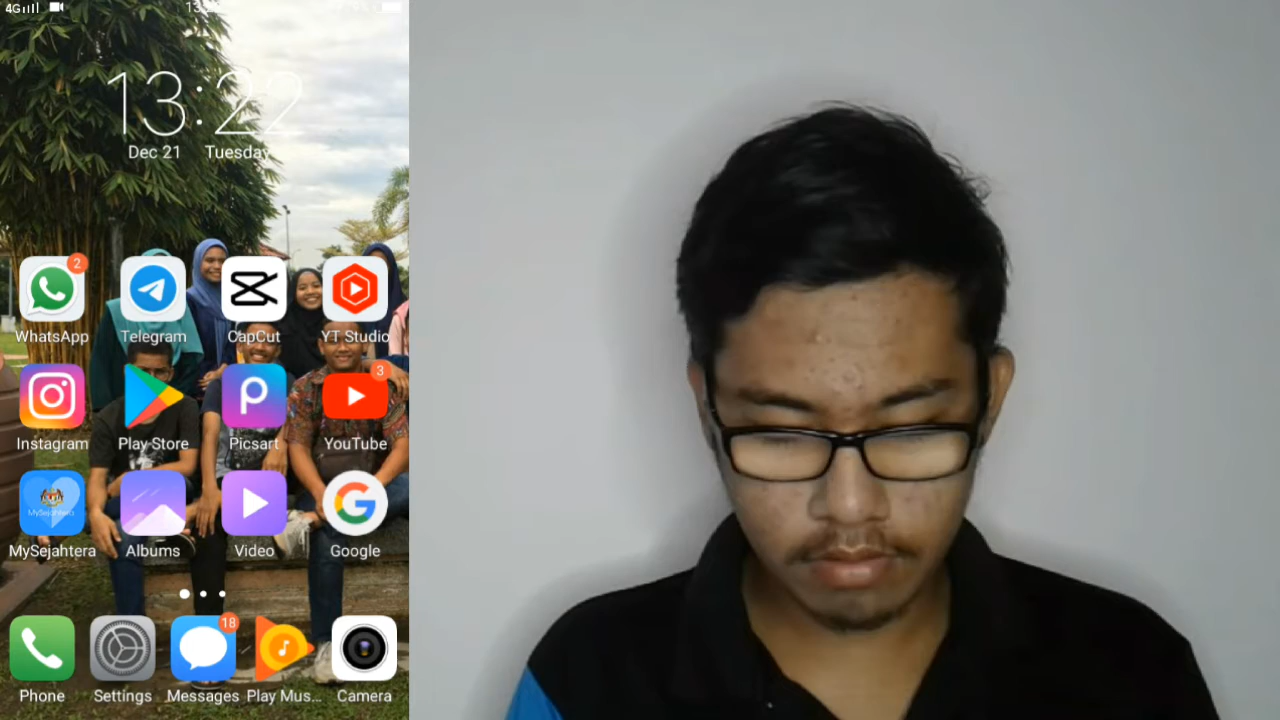 4G
13:22
Dec 21 Tuesday
2
WhatsApp Telegram CapCut YT Studio
3
Instagram Play Store Picsart YouTube
MySejahtera
MySejahtera Albums Video Google
18
Phone Settings Messages Play Mus... Camera